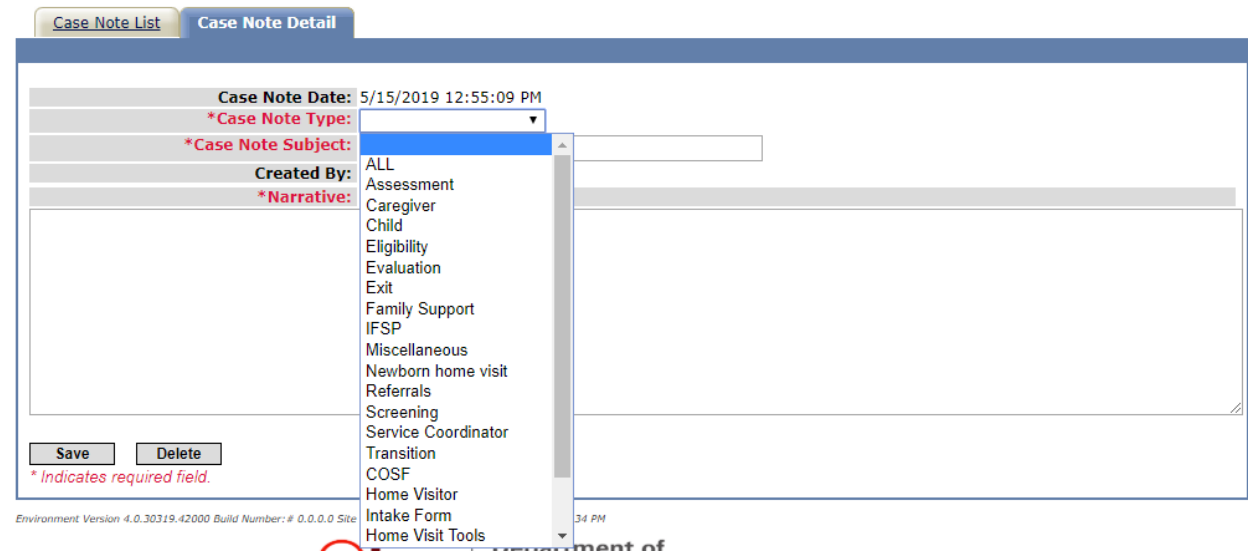 Case Note List Case Note Detail
Case Note Date: 5/15/2019 12:55:09 PM
*Case Note Type:
*Case Note Subject:
Created By:
*Narrative:
ALL
Assessment
Caregiver
Child
Eligibility
Evaluation
Exit
Family Support
IFSP
Miscellaneous
Newborn home visit
Referrals
Screening
Service Coordinator
Transition
COSF
Home Visitor
Intake Form
Home Visit Tools
Save Delete
* Indicates required field.
Environment Version 4.0.30319.42000 Build Number: # 0.0.0.0 Site 34 PM
Department of